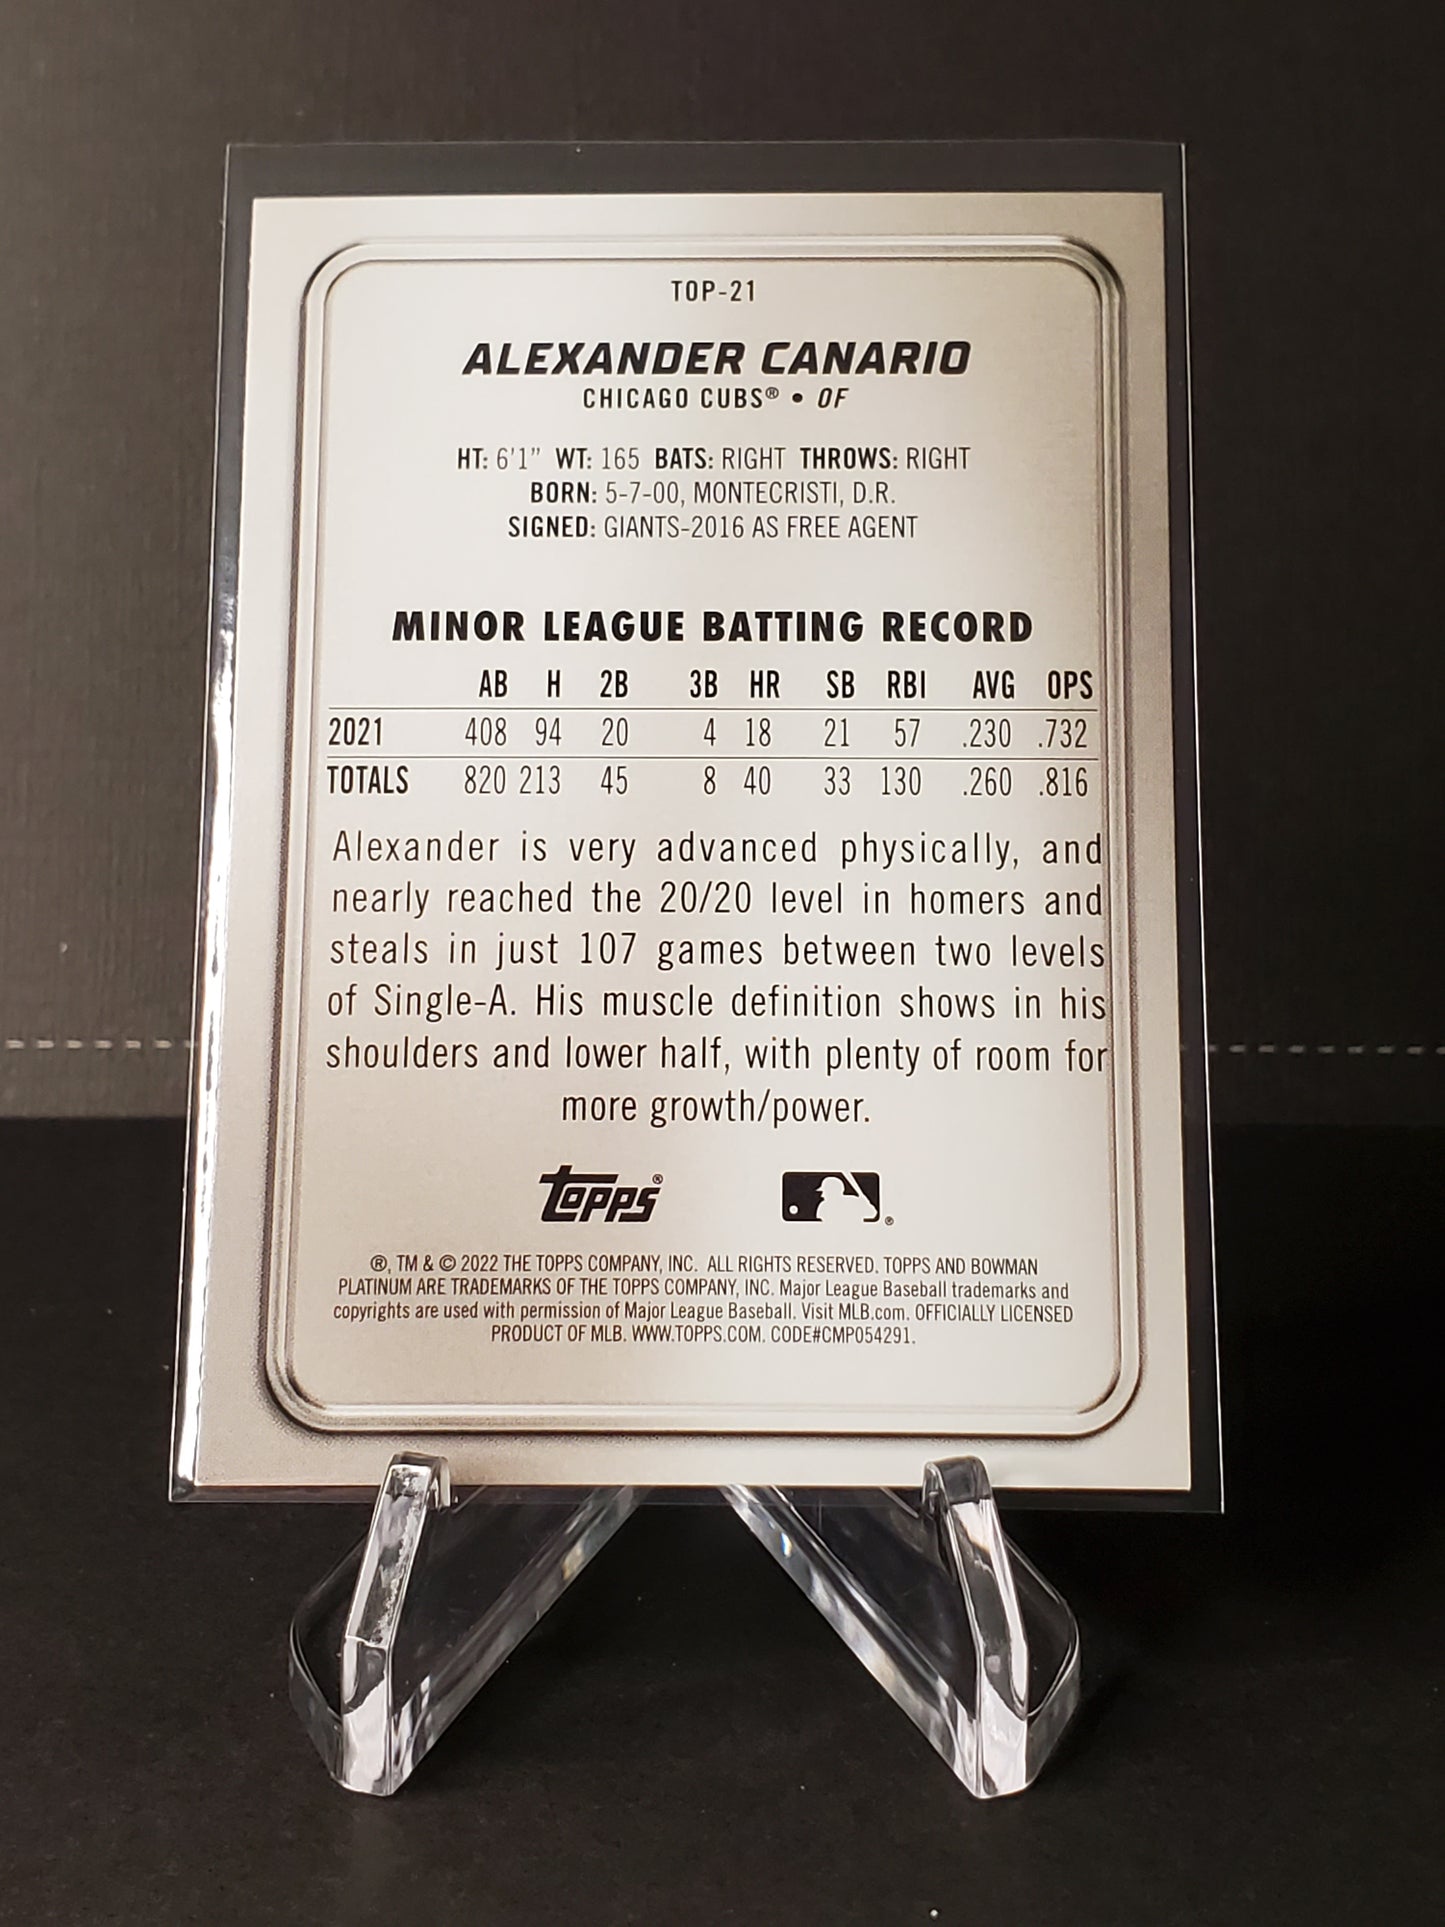 TOP-21
ALEXANDER CANARIO
CHICAGO CUBS® • OF
HT: 6'1" WT: 165 BATS: RIGHT THROWS: RIGHT
BORN: 5-7-00, MONTECRISTI, D.R.
SIGNED: GIANTS-2016 AS FREE AGENT
MINOR LEAGUE BATTING RECORD
AB H 2B 3B HR SB RBI AVG OPS
2021 408 94 20 4 18 21 57 .230 .732
TOTALS 820 213 45 8 40 33 130 .260 .816
Alexander is very advanced physically, and
nearly reached the 20/20 level in homers and
steals in just 107 games between two levels
of Single-A. His muscle definition shows in his
shoulders and lower half, with plenty of room for
more growth/power.
Topps® ®
®, TM & © 2022 THE TOPPS COMPANY, INC. ALL RIGHTS RESERVED. TOPPS AND BOWMAN
PLATINUM ARE TRADEMARKS OF THE TOPPS COMPANY, INC. Major League Baseball trademarks and
copyrights are used with permission of Major League Baseball. Visit MLB.com. OFFICIALLY LICENSED
PRODUCT OF MLB. WWW.TOPPS.COM. CODE#CMP054291.